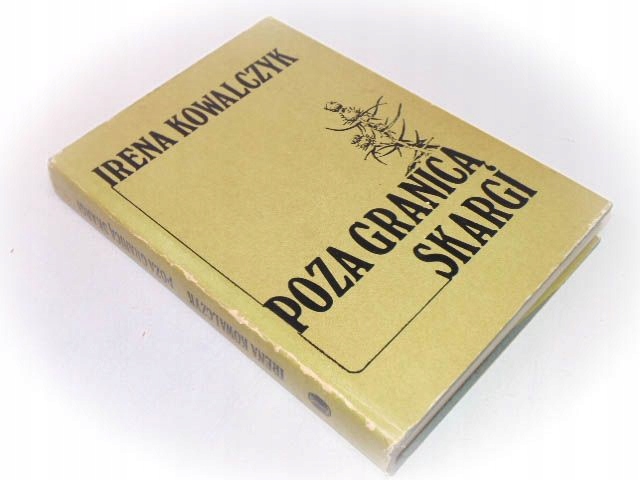 IRENA KOWALCZYK
POZA GRANICĄ
SKARGI
IRENA KOWALCZYK POZA GRANICĄ SKARGI